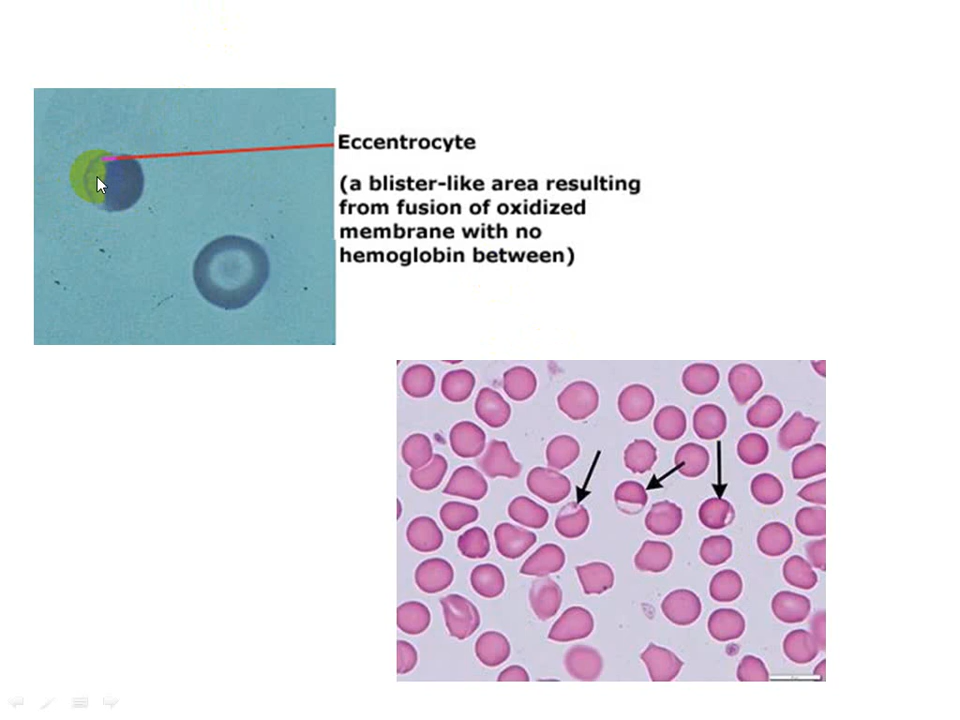 Eccentrocyte
(a blister-like area resulting
from fusion of oxidized
membrane with no
hemoglobin between)